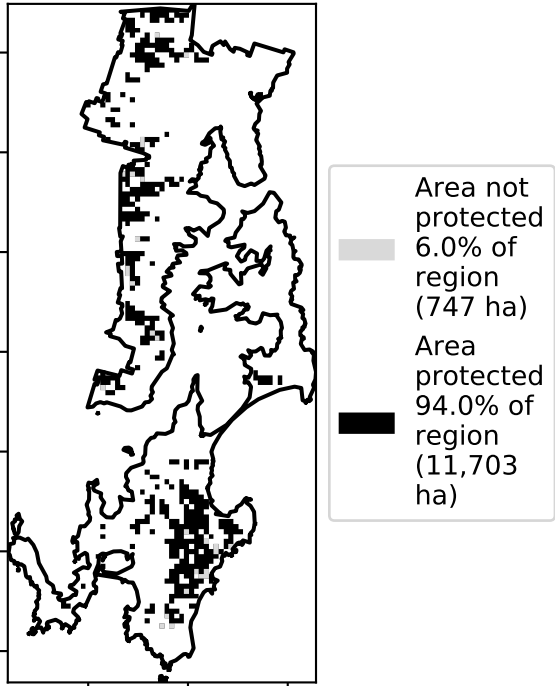 Area not
protected
6.0% of
region
(747 ha)
Area
protected
94.0% of
region
(11,703
ha)